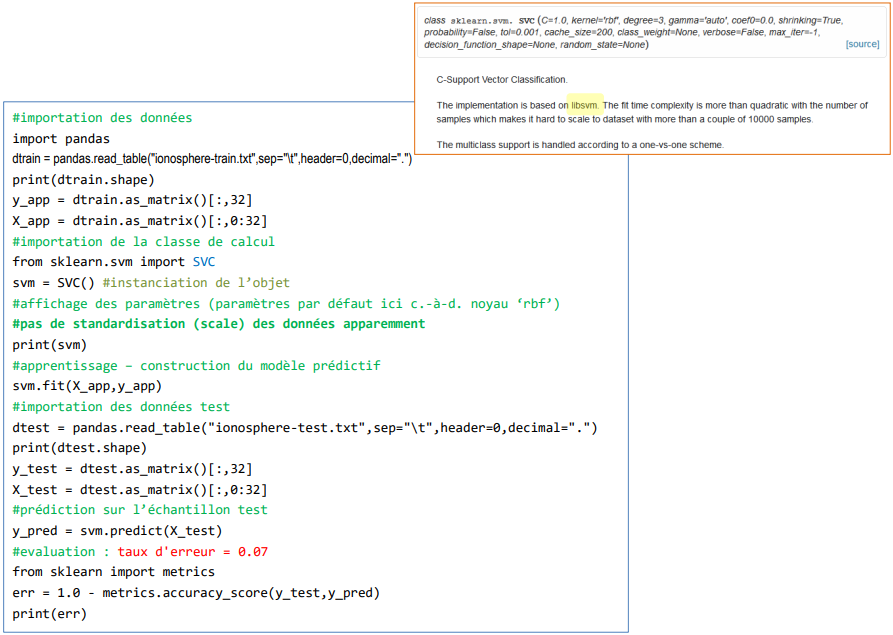 class sklearn.svm. SVC (C=1.0, kernel='rbf', degree=3, gamma='auto', coef0=0.0, shrinking=True,
probability=False, tol=0.001, cache_size=200, class_weight=None, verbose=False, max_iter=-1,
decision_function_shape=None, random_state=None) [source]
C-Support Vector Classification.
The implementation is based on libsvm. The fit time complexity is more than quadratic with the number of
samples which makes it hard to scale to dataset with more than a couple of 10000 samples.
The multiclass support is handled according to a one-vs-one scheme.
#importation des données
import pandas
dtrain = pandas.read_table("ionosphere-train.txt",sep="\t",header=0,decimal=".")
print(dtrain.shape)
y_app = dtrain.as_matrix()[:,32]
X_app = dtrain.as_matrix()[:,0:32]
#importation de la classe de calcul
from sklearn.svm import SVC
svm = SVC() #instanciation de l’objet
#affichage des paramètres (paramètres par défaut ici c.-à-d. noyau ‘rbf’)
#pas de standardisation (scale) des données apparemment
print(svm)
#apprentissage – construction du modèle prédictif
svm.fit(X_app,y_app)
#importation des données test
dtest = pandas.read_table("ionosphere-test.txt",sep="\t",header=0,decimal=".")
print(dtest.shape)
y_test = dtest.as_matrix()[:,32]
X_test = dtest.as_matrix()[:,0:32]
#prédiction sur l’échantillon test
y_pred = svm.predict(X_test)
#evaluation : taux d'erreur = 0.07
from sklearn import metrics
err = 1.0 - metrics.accuracy_score(y_test,y_pred)
print(err)